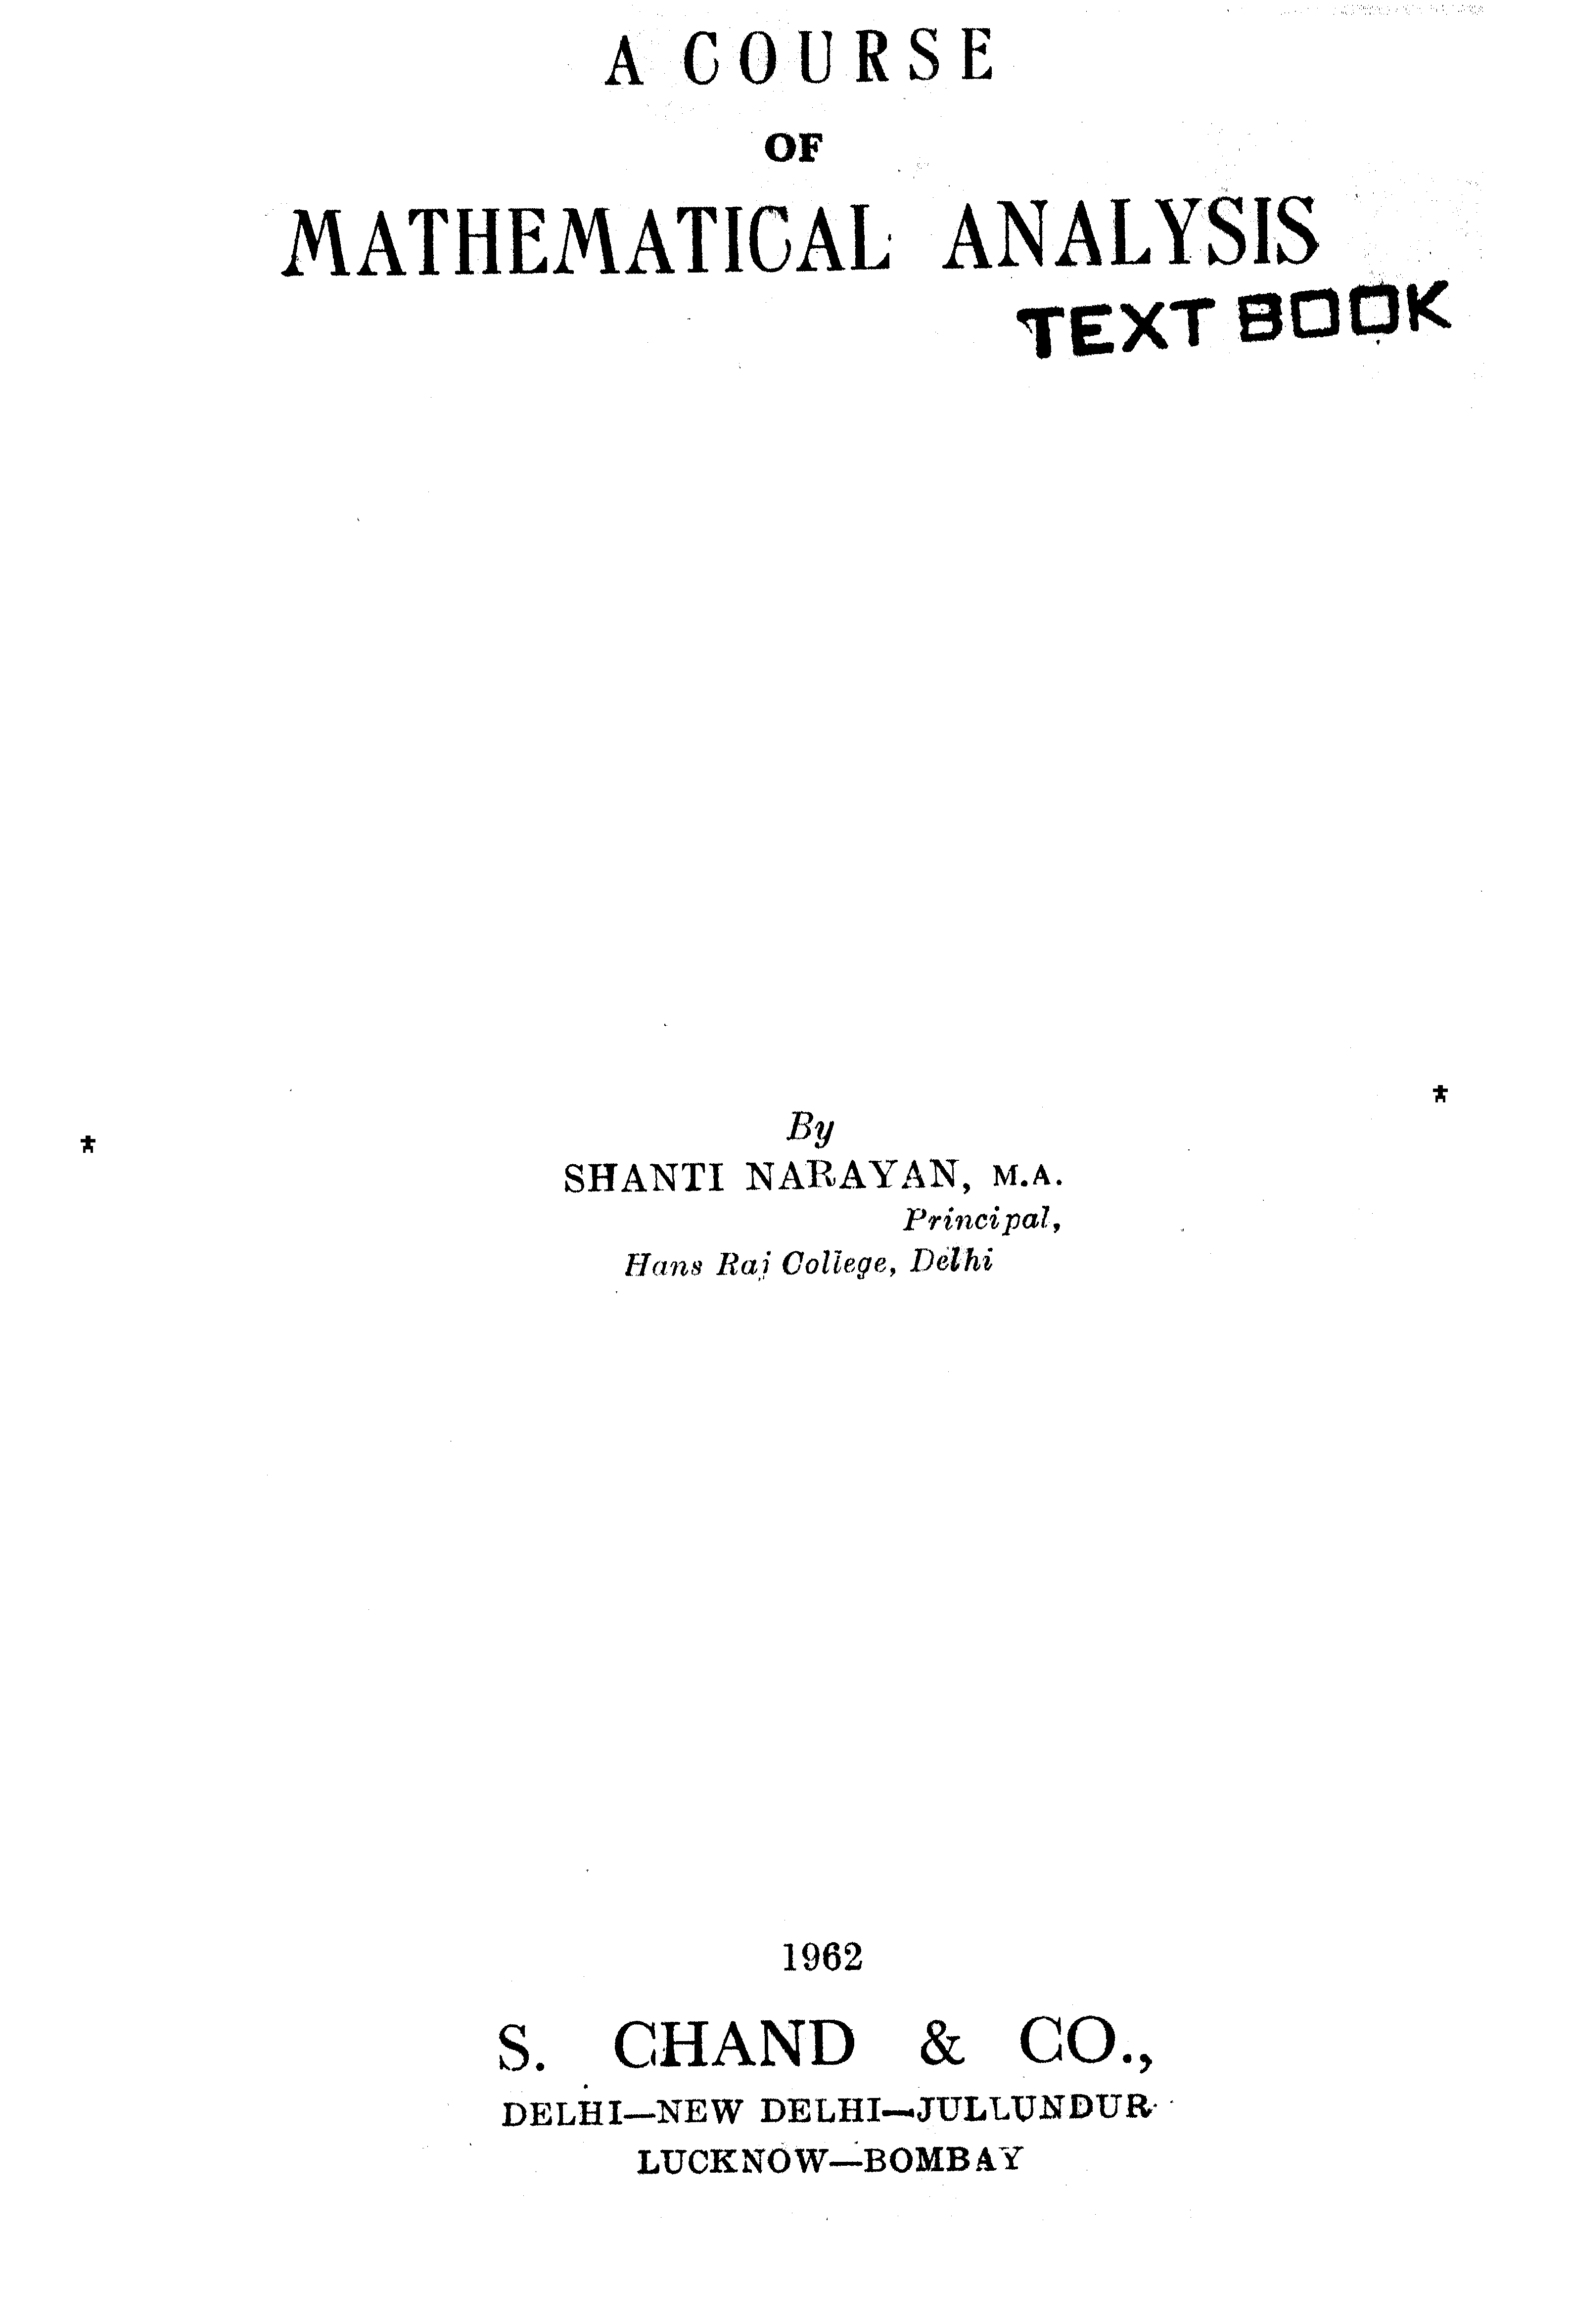 A COURSE
OF
MATHEMATICAL ANALYSIS
TEXT BOOK
By
SHANTI NARAYAN, M.A.
Principal,
Hans Raj College, Delhi
1962
S. CHAND & CO.,
DELHI—NEW DELHI—JULLUNDUR
LUCKNOW—BOMBAY